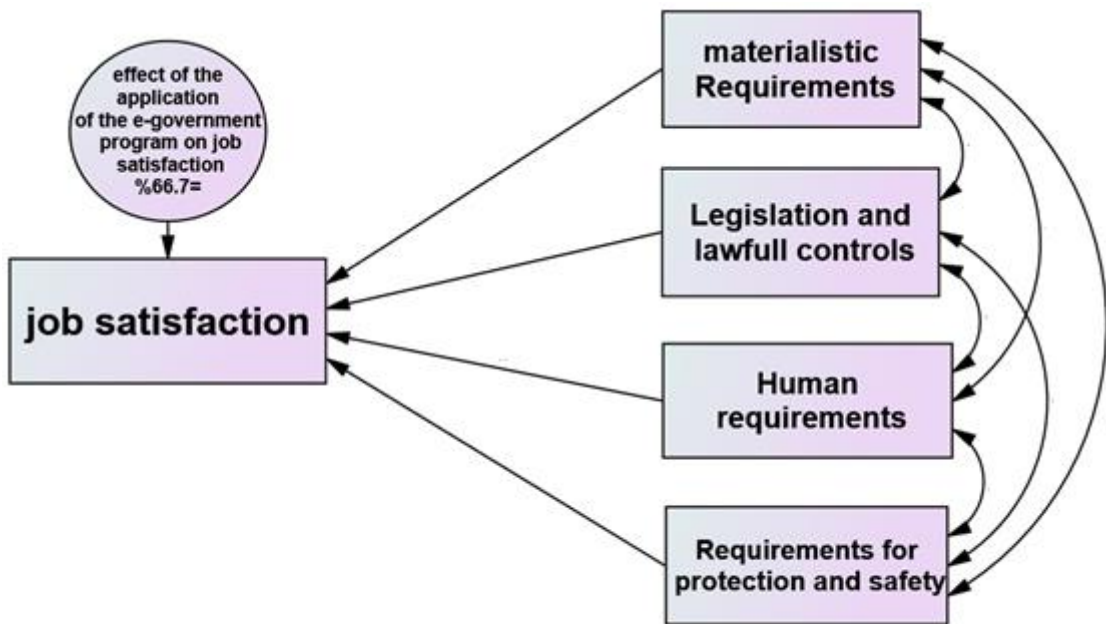 effect of the
application
of the e-government
program on job
satisfaction
%66.7=
job satisfaction
materialistic
Requirements
Legislation and
lawfull controls
Human
requirements
Requirements for
protection and safety